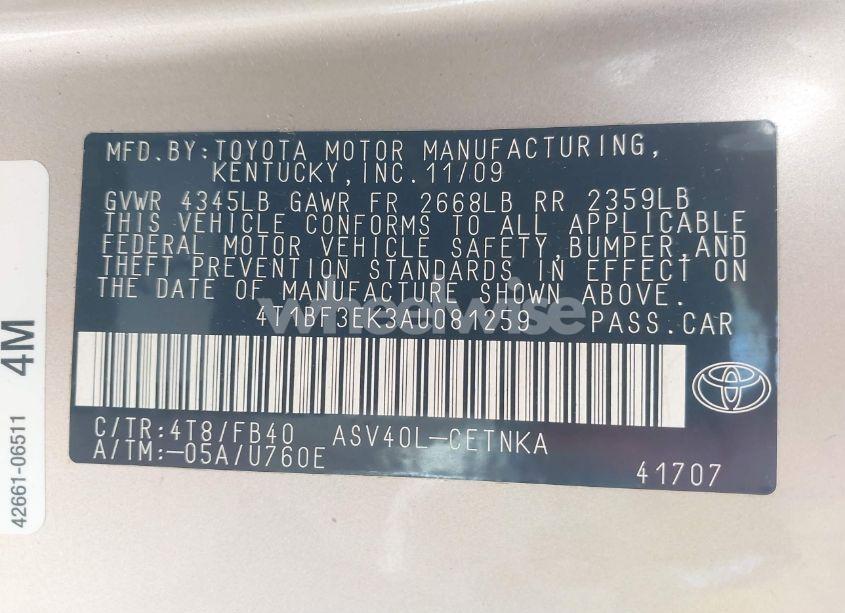 MFD.BY:TOYOTA MOTOR MANUFACTURING,
KENTUCKY,INC.11/09
GVWR 4345LB GAWR FR 2668LB RR 2359LB
THIS VEHICLE CONFORMS TO ALL APPLICABLE
FEDERAL MOTOR VEHICLE SAFETY,BUMPER,AND
THEFT PREVENTION STANDARDS IN EFFECT ON
THE DATE OF MANUFACTURE SHOWN ABOVE.
4T1BF3EK3AU081259 PASS.CAR
wheelwise
C/TR:4T8/FB40 ASV40L-CETNKA
A/TM:-05A/U760E
41707
4M
42661-06511